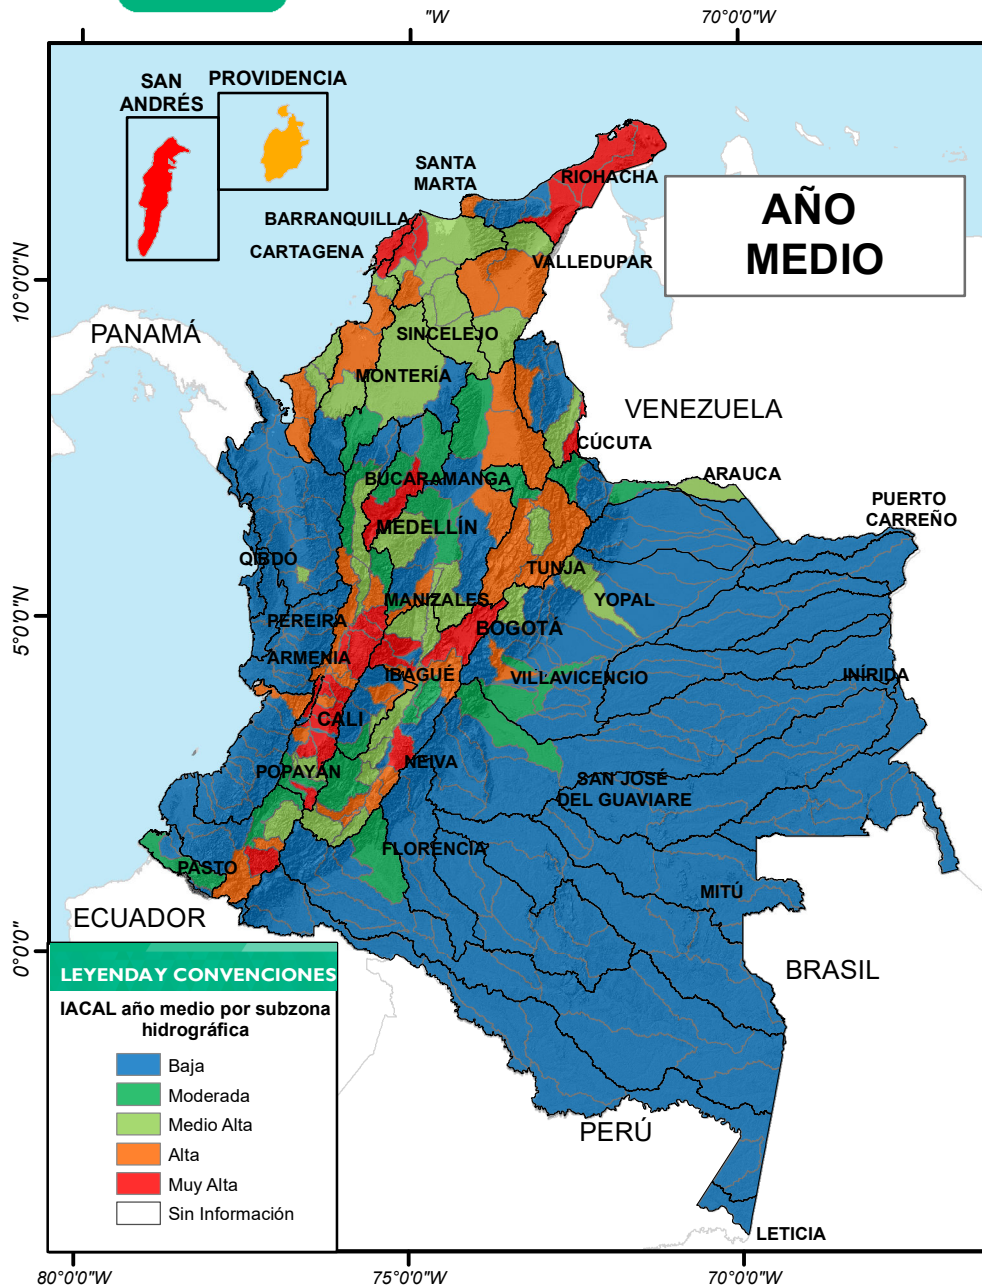 "W
70°0'0"W
SAN
ANDRÉS
PROVIDENCIA
AÑO
MEDIO
SANTA
MARTA
RIOHACHA
BARRANQUILLA
CARTAGENA
VALLEDUPAR
10°0'0"N
PANAMÁ
SINCELEJO
MONTERÍA
VENEZUELA
CÚCUTA
BUCARAMANGA
ARAUCA
PUERTO
CARREÑO
MEDELLÍN
QIBDÓ
TUNJA
MANIZALES
YOPAL
5°0'0"N
PEREIRA
BOGOTÁ
ARMENIA
IBAGUÉ
VILLAVICENCIO
INÍRIDA
CALI
NEIVA
POPAYÁN
SAN JOSÉ
DEL GUAVIARE
FLORENCIA
PASTO
MITÚ
ECUADOR
0°0'0"
BRASIL
LEYENDA Y CONVENCIONES
IACAL año medio por subzona
hidrográfica
Baja
Moderada
Medio Alta
Alta
Muy Alta
Sin Información
PERÚ
LETICIA
80°0'0"W
75°0'0"W
70°0'0"W